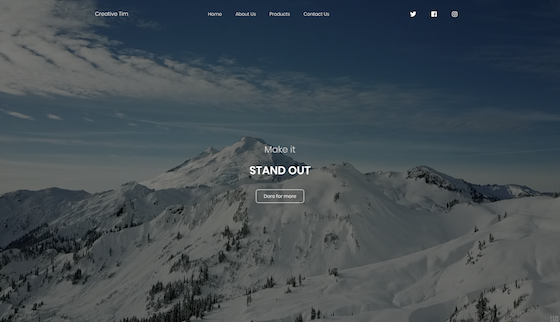 Creative Tim
Home About Us Products Contact Us
Make it
STAND OUT
Dare for more